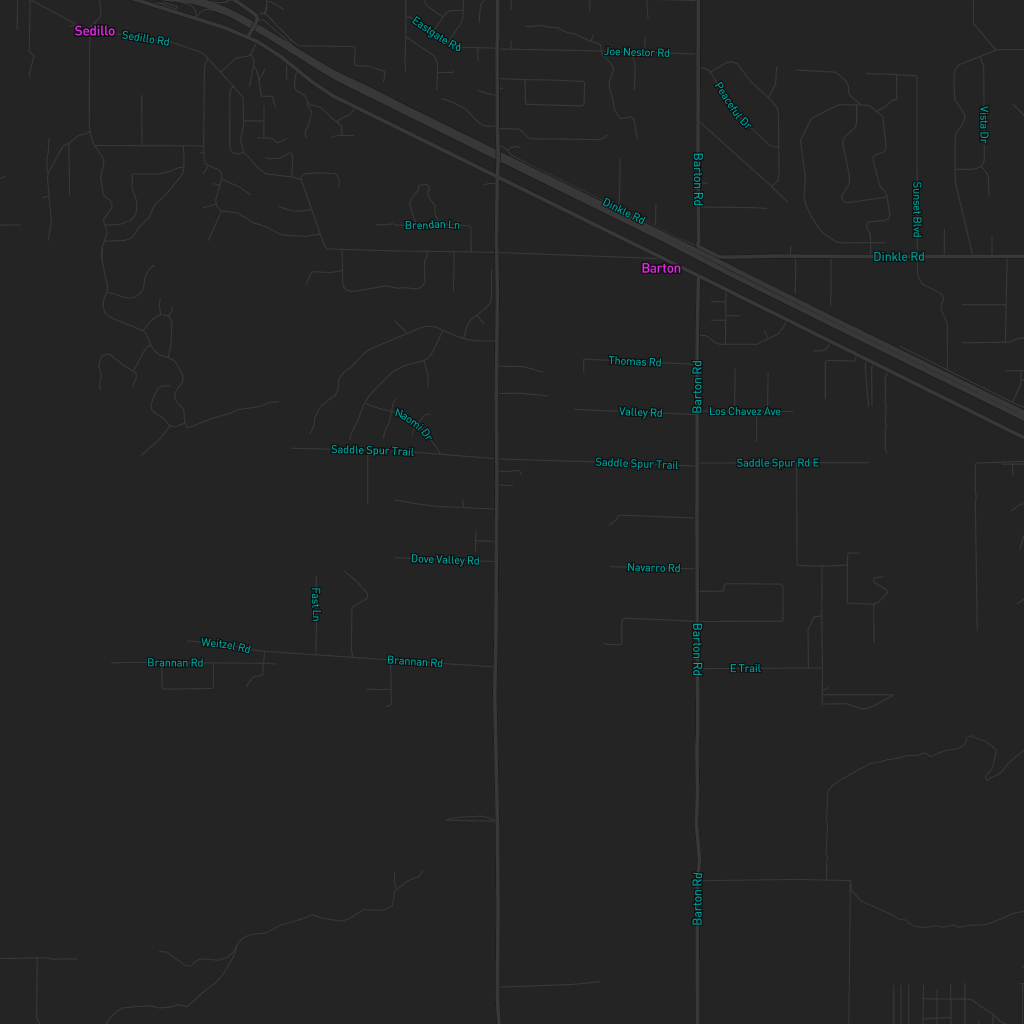 Sedillo
Sedillo Rd
Eastgate Rd
Joe Nestor Rd
Peaceful Dr
Vista Dr
Barton Rd
Sunset Blvd
Dinkle Rd
Brendan Ln
Dinkle Rd
Barton
Thomas Rd
Barton Rd
Valley Rd
Los Chavez Ave
Naomi Dr
Saddle Spur Trail
Saddle Spur Trail
Saddle Spur Rd E
Dove Valley Rd
Navarro Rd
Fast Ln
Weitzel Rd
Barton Rd
Brannan Rd
Brannan Rd
E Trail
Barton Rd